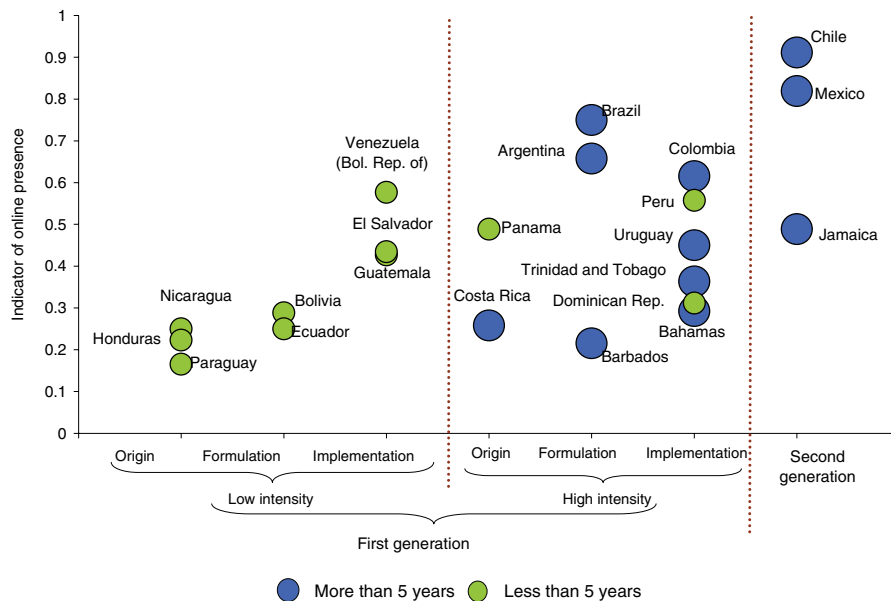 Indicator of online presence
1
0.9
0.8
0.7
0.6
0.5
0.4
0.3
0.2
0.1
0
Chile
Mexico
Brazil
Argentina
Colombia
Venezuela
(Bol. Rep. of)
Peru
El Salvador
Panama
Uruguay
Jamaica
Guatemala
Trinidad and Tobago
Nicaragua
Bolivia
Costa Rica
Dominican Rep.
Honduras
Ecuador
Bahamas
Paraguay
Barbados
Origin
Formulation
Implementation
Origin
Formulation
Implementation
Second
generation
Low intensity
High intensity
First generation
More than 5 years
Less than 5 years